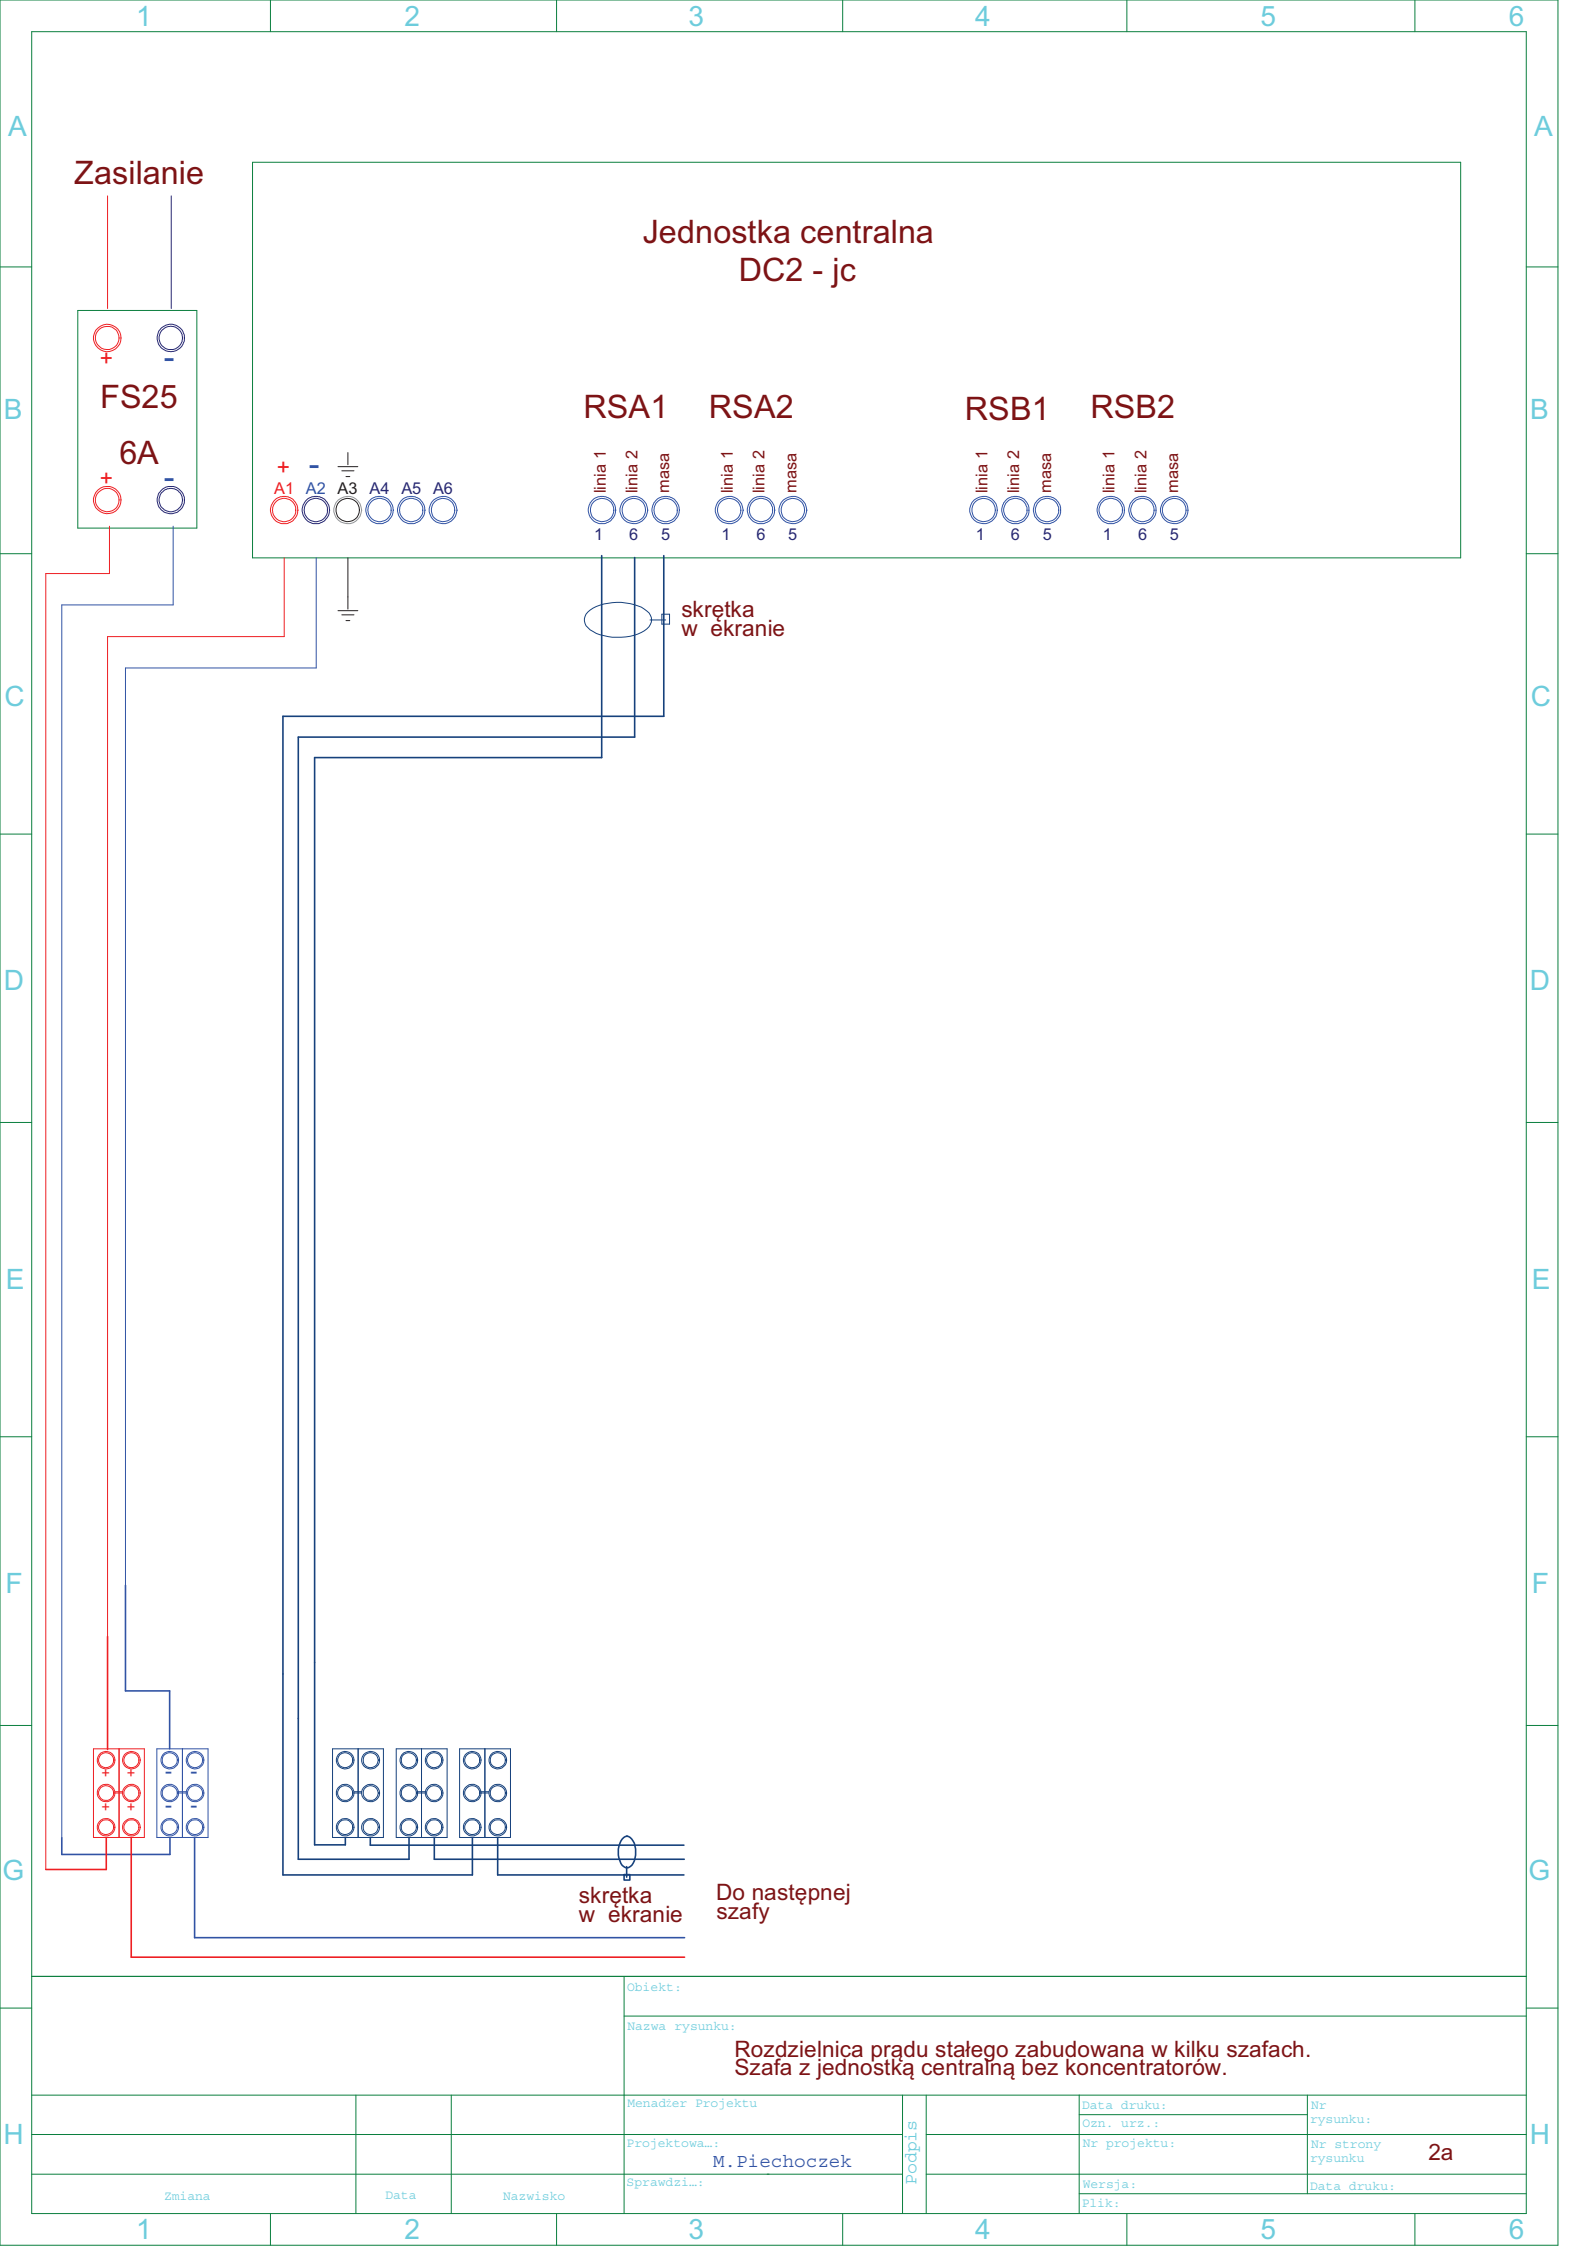 1 2 3 4 5 6
A A
Zasilanie
Jednostka centralna
DC2 - jc
+ -
FS25
6A
+ -
B B
RSA1 RSA2 RSB1 RSB2
linia 1 linia 2 masa linia 1 linia 2 masa linia 1 linia 2 masa linia 1 linia 2 masa
+ -
A1 A2 A3 A4 A5 A6
1 6 5 1 6 5 1 6 5 1 6 5
skrętka
w ekranie
C C
D D
E E
F F
+ + - -
+ + - -
G G
skrętka
w ekranie
Do następnej
szafy
Obiekt:
Nazwa rysunku:
Rozdzielnica prądu stałego zabudowana w kilku szafach.
Szafa z jednostką centralną bez koncentratorów.
H H
Menadżer Projektu
Projektowa...:
M.Piechoczek
Sprawdzi...:
Podpis
Data druku:
Ozn. urz.:
Nr projektu:
Wersja:
Plik:
Nr
rysunku:
Nr strony
rysunku
2a
Data druku:
Zmiana Data Nazwisko
1 2 3 4 5 6